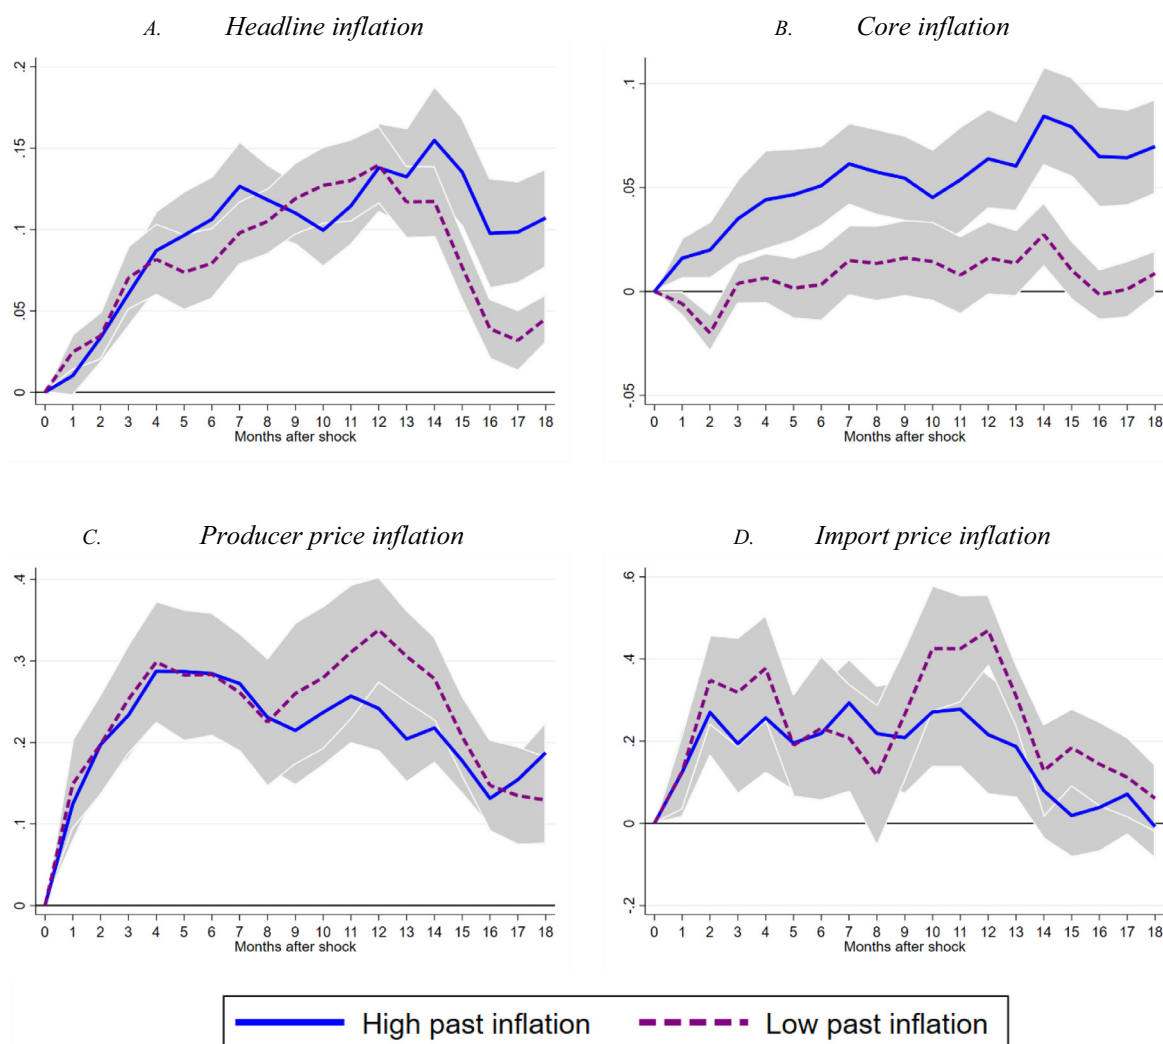 A. Headline inflation
B. Core inflation
.2
.15
.1
.05
0
0 1 2 3 4 5 6 7 8 9 10 11 12 13 14 15 16 17 18
Months after shock
.1
.05
0
-.05
0 1 2 3 4 5 6 7 8 9 10 11 12 13 14 15 16 17 18
Months after shock
C. Producer price inflation
D. Import price inflation
.4
.3
.2
.1
0
0 1 2 3 4 5 6 7 8 9 10 11 12 13 14 15 16 17 18
Months after shock
.6
.4
.2
0
-.2
0 1 2 3 4 5 6 7 8 9 10 11 12 13 14 15 16 17 18
Months after shock
High past inflation Low past inflation